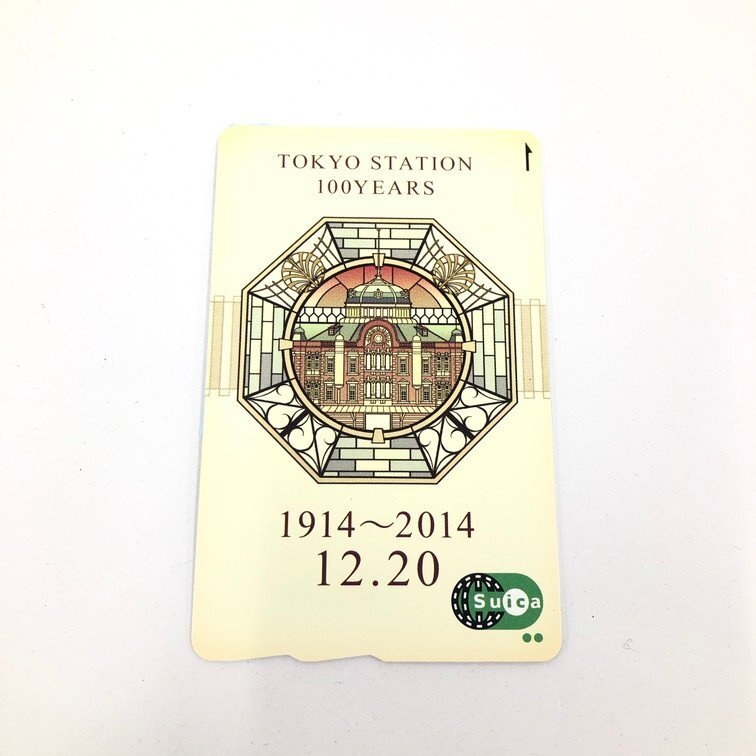 TOKYO STATION
100YEARS
1914～2014
12.20
Suica